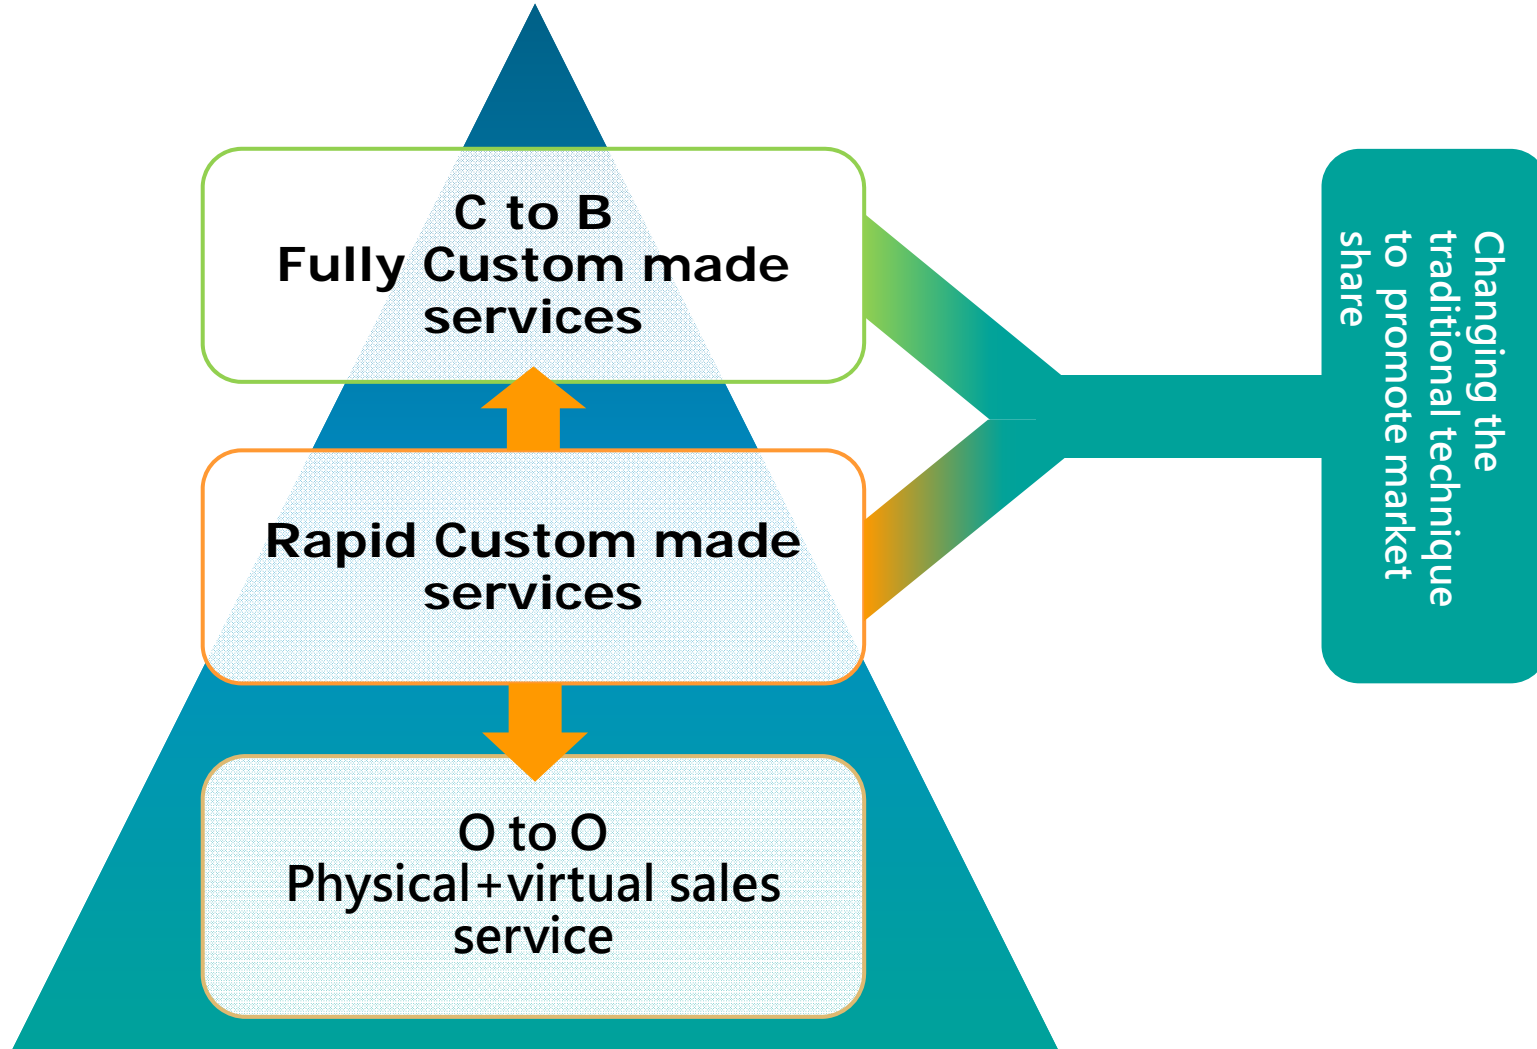 C to B
Fully Custom made
services
Rapid Custom made
services
O to O
Physical+virtual sales
service
Changing the
traditional technique
to promote market
share